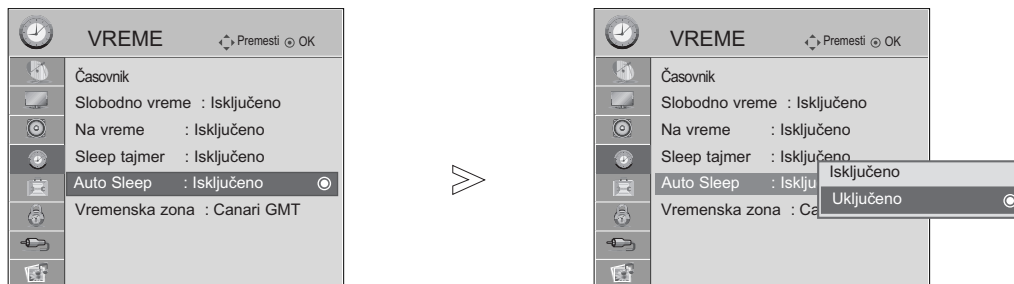 VREME Premesti OK
Časovnik
Slobodno vreme : Isključeno
Na vreme : Isključeno
Sleep tajmer : Isključeno
Auto Sleep : Isključeno
Vremenska zona : Canari GMT
>
VREME Premesti OK
Časovnik
Slobodno vreme : Isključeno
Na vreme : Isključeno
Sleep tajmer : Isključeno
Auto Sleep : Isklju
Vremenska zona : Ca
Isključeno
Uključeno